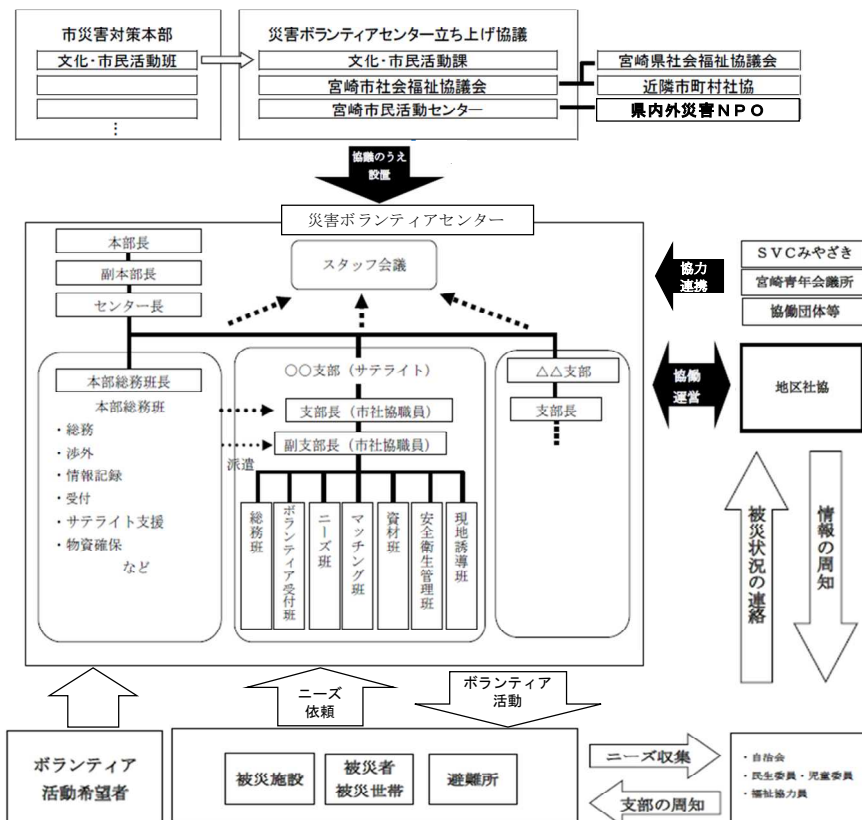 市災害対策本部
文化・市民活動班
⋮
災害ボランティアセンター立ち上げ協議
文化・市民活動課
宮崎市社会福祉協議会
宮崎市民活動センター
宮崎県社会福祉協議会
近隣市町村社協
県内外災害NPO
協議のうえ
設置
災害ボランティアセンター
本部長
副本部長
センター長
スタッフ会議
協力
連携
SVCみやざき
宮崎青年会議所
協働団体等
本部総務班長
本部総務班
・総務
・渉外
・情報記録
・受付
・サテライト支援
・物資確保
など
派遣
○○支部(サテライト)
支部長(市社協職員)
副支部長(市社協職員)
総務班
ボランティア受付班
ニーズ班
マッチング班
資材班
安全衛生管理班
現地誘導班
△△支部
支部長
協働
運営
地区社協
被災状況の連絡
情報の周知
ニーズ
依頼
ボランティア
活動
ボランティア
活動希望者
被災施設
被災者
被災世帯
避難所
ニーズ収集
支部の周知
・自治会
・民生委員・児童委員
・福祉協力員